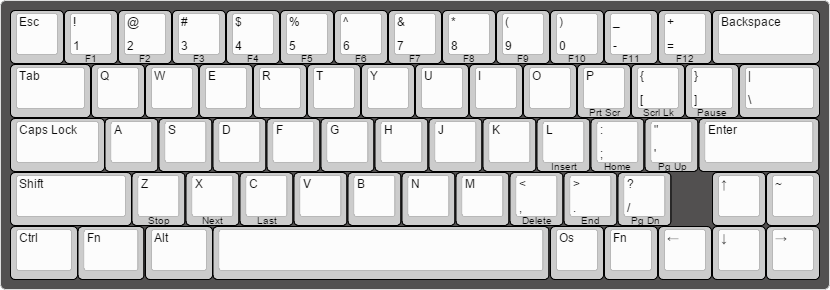 Esc ! @ # $ % ^ & * ( ) _ + Backspace
1 2 3 4 5 6 7 8 9 0 - =
F1 F2 F3 F4 F5 F6 F7 F8 F9 F10 F11 F12
Tab Q W E R T Y U I O P { } |
[ ] \
Prt Scr Scrl Lk Pause
Caps Lock A S D F G H J K L : " Enter
; '
Insert Home Pg Up
Shift Z X C V B N M < > ? ↑ ~
, . /
Stop Next Last Delete End Pg Dn
Ctrl Fn Alt Os Fn ← ↓ →